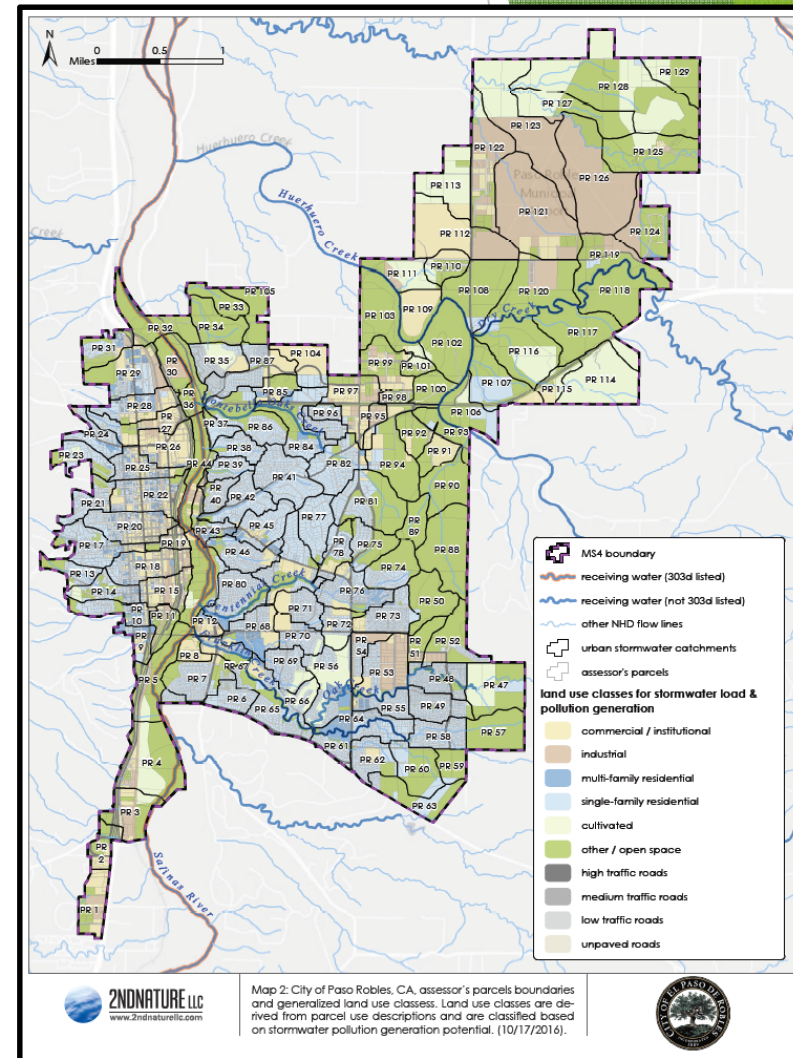 N
0 0.5 1
Miles
PR 129
PR 128
PR 127
PR 123
PR 122
PR 125
Huerhuero Creek
PR 126
PR 113
PR 121
Huerhuero Creek
PR 112
PR 124
Creek
PR 119
PR 110
PR 111
PR 105
PR 108
PR 120
PR 118
PR 33
PR 109
PR 103
PR 32
PR 34
PR 117
PR 102
PR 31
PR 35
PR 87
PR 104
PR 116
PR 30
PR 99
PR 101
PR 29
PR 107
PR 114
PR 100
PR 115
PR 85
PR 97
PR 98
PR 36
PR 28
PR 96
PR 95
PR 106
PR 27
PR 37
PR 86
PR 24
PR 92
PR 93
PR 26
PR 38
PR 84
PR 91
PR 23
PR 44
PR 39
PR 82
PR 94
PR 25
PR 41
PR 90
PR 40
PR 42
PR 22
PR 21
PR 81
PR 77
PR 89
PR 20
PR 45
PR 43
PR 17
PR 19
PR 78
PR 75
PR 88
PR 46
PR 18
PR 74
PR 13
PR 80
PR 76
PR 14
PR 15
Centennial Creek
PR 50
PR 71
PR 73
PR 10
PR 11
PR 12
PR 68
PR 72
PR 9
PR 70
PR 54
PR 51
PR 52
PR 8
PR 67
PR 69
PR 56
PR 5
PR 7
PR 48
PR 47
PR 66
PR 6
PR 55
PR 49
PR 65
PR 64
PR 57
PR 58
PR 61
PR 4
PR 62
PR 60
PR 59
PR 63
PR 3
PR 2
Salinas River
PR 1
MS4 boundary
receiving water (303d listed)
receiving water (not 303d listed)
other NHD flow lines
urban stormwater catchments
assessor's parcels
land use classes for stormwater load &
pollution generation
commercial / institutional
industrial
multi-family residential
single-family residential
cultivated
other / open space
high traffic roads
medium traffic roads
low traffic roads
unpaved roads
2NDNATURE LLC
www.2ndnaturellc.com
Map 2: City of Paso Robles, CA, assessor's parcels boundaries
and generalized land use classess. Land use classes are de-
rived from parcel use descriptions and are classified based
on stormwater pollution generation potential. (10/17/2016).
CITY OF EL PASO DE ROBLES